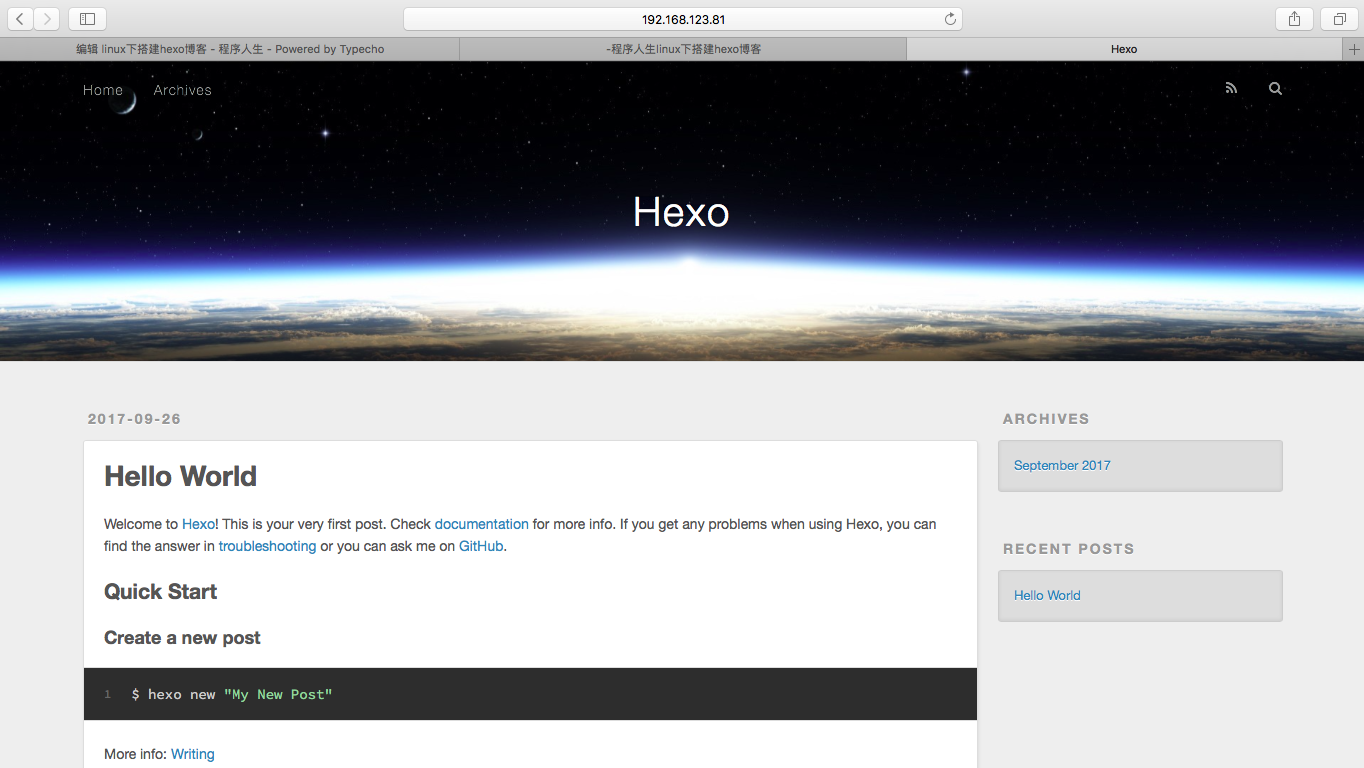 192.168.123.81
编辑 linux下搭建hexo博客 - 程序人生 - Powered by Typecho
-程序人生linux下搭建hexo博客
Hexo
Home
Archives
Hexo
2017-09-26
Hello World
Welcome to Hexo! This is your very first post. Check documentation for more info. If you get any problems when using Hexo, you can
find the answer in troubleshooting or you can ask me on GitHub.
Quick Start
Create a new post
1 $ hexo new "My New Post"
More info: Writing
ARCHIVES
September 2017
RECENT POSTS
Hello World